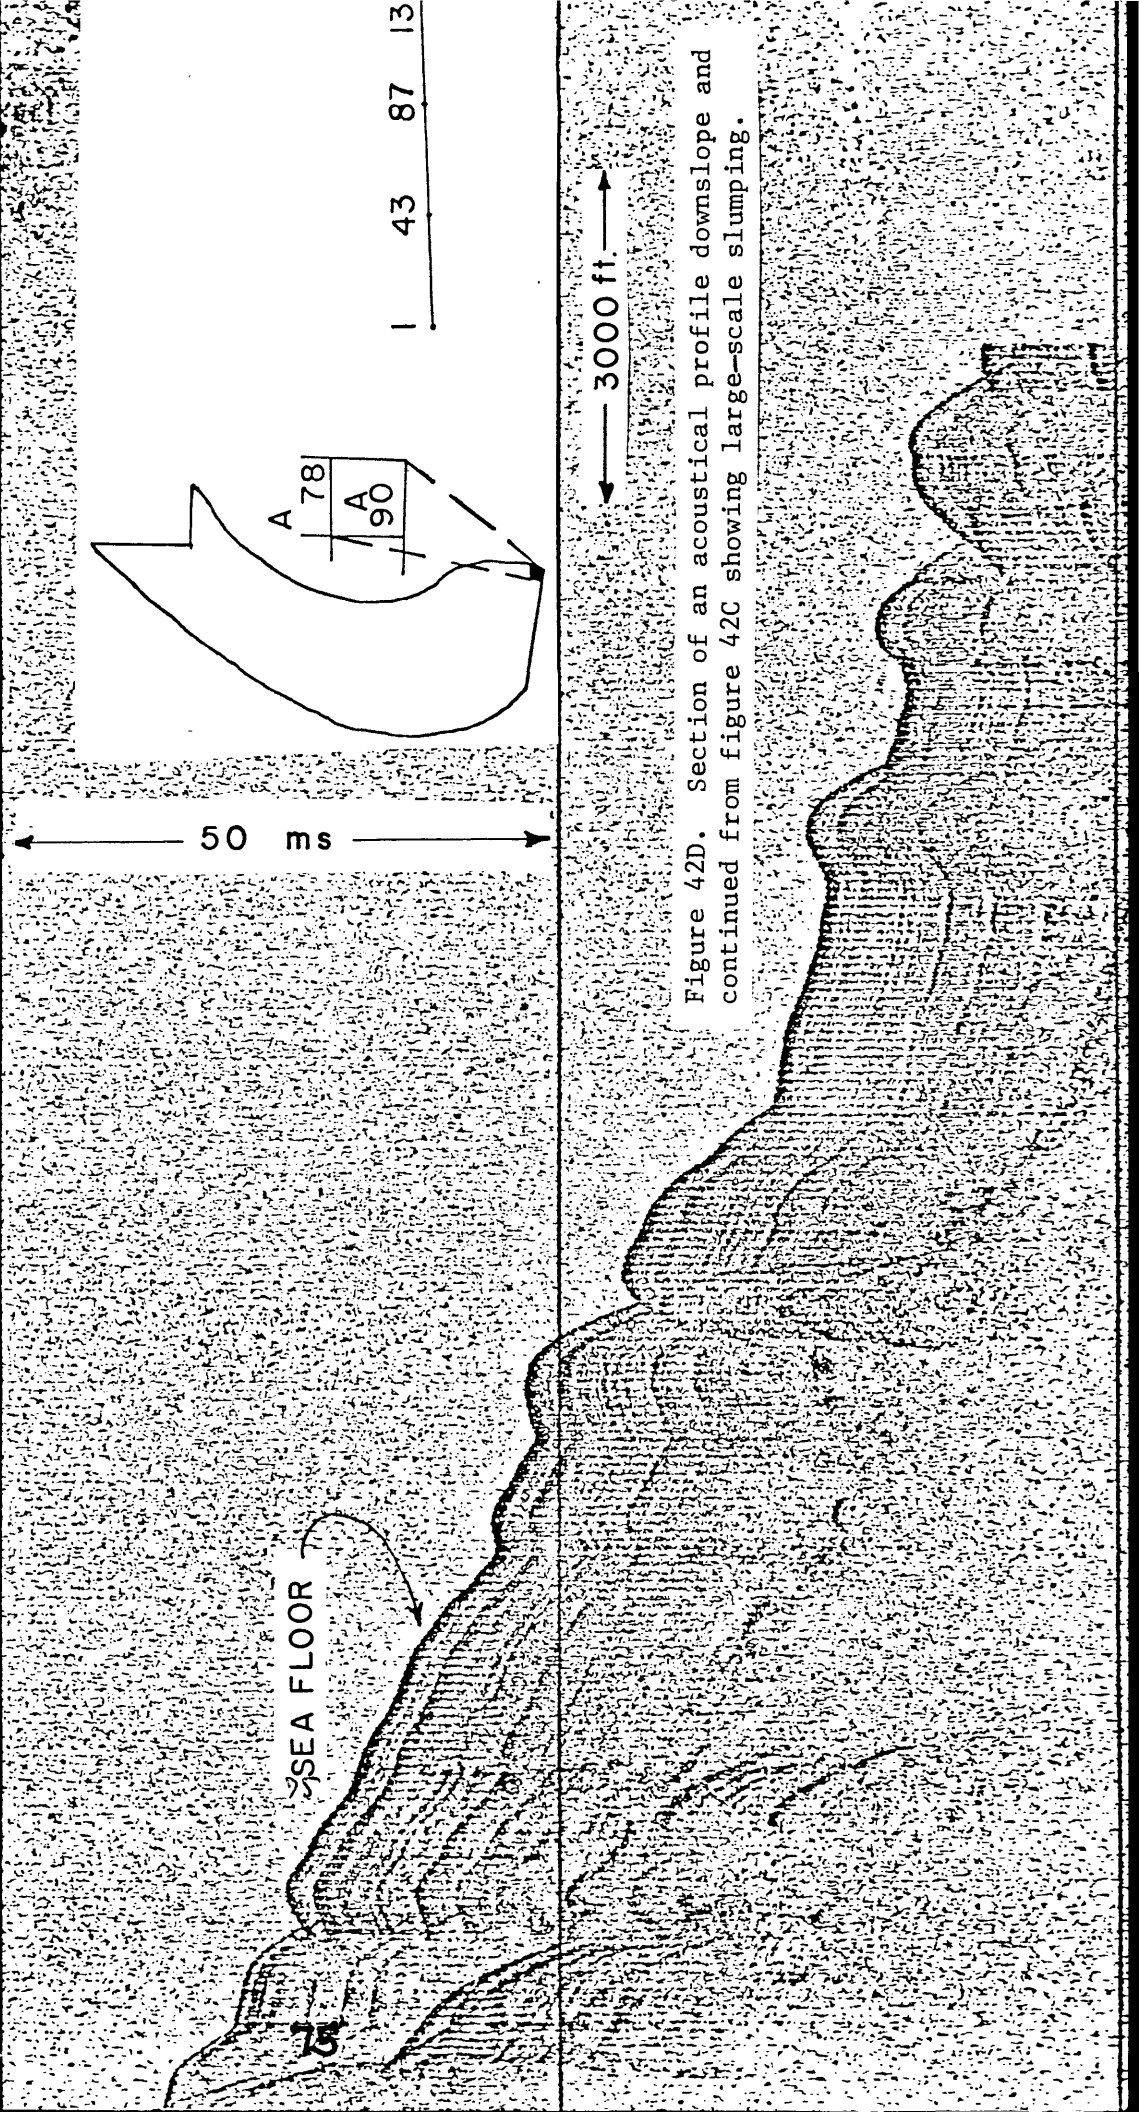 1 43 87 13
A
78
A
90
50 ms
3000 ft.
Figure 42D. Section of an acoustical profile downslope and
continued from figure 42C showing large-scale slumping.
SEA FLOOR
75